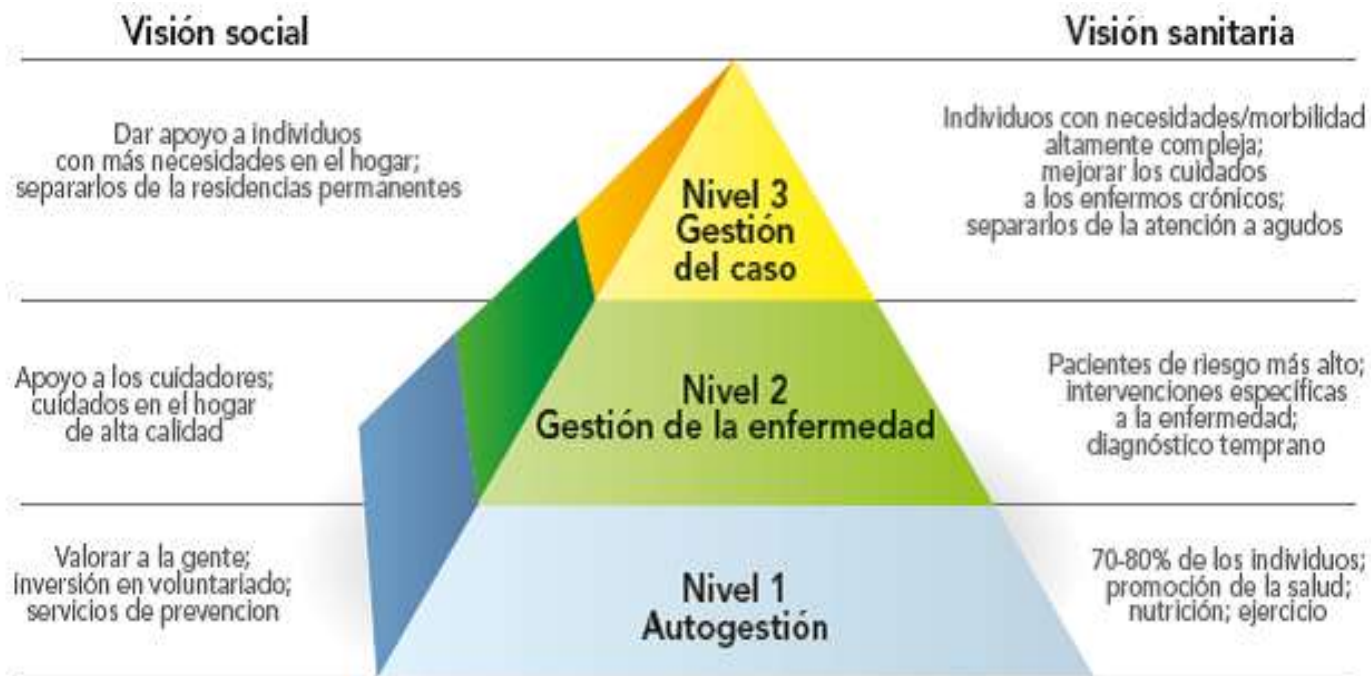 Visión social
Visión sanitaria
Dar apoyo a individuos
con más necesidades en el hogar;
separarlos de la residencias permanentes
Nivel 3
Gestión
del caso
Individuos con necesidades/morbilidad
altamente compleja;
mejorar los cuidados
a los enfermos crónicos;
separarlos de la atención a agudos
Apoyo a los cuidadores;
cuidados en el hogar
de alta calidad
Nivel 2
Gestión de la enfermedad
Pacientes de riesgo más alto;
intervenciones específicas
a la enfermedad;
diagnóstico temprano
Valorar a la gente;
inversión en voluntariado;
servicios de prevencion
Nivel 1
Autogestión
70-80% de los individuos;
promoción de la salud;
nutrición; ejercicio